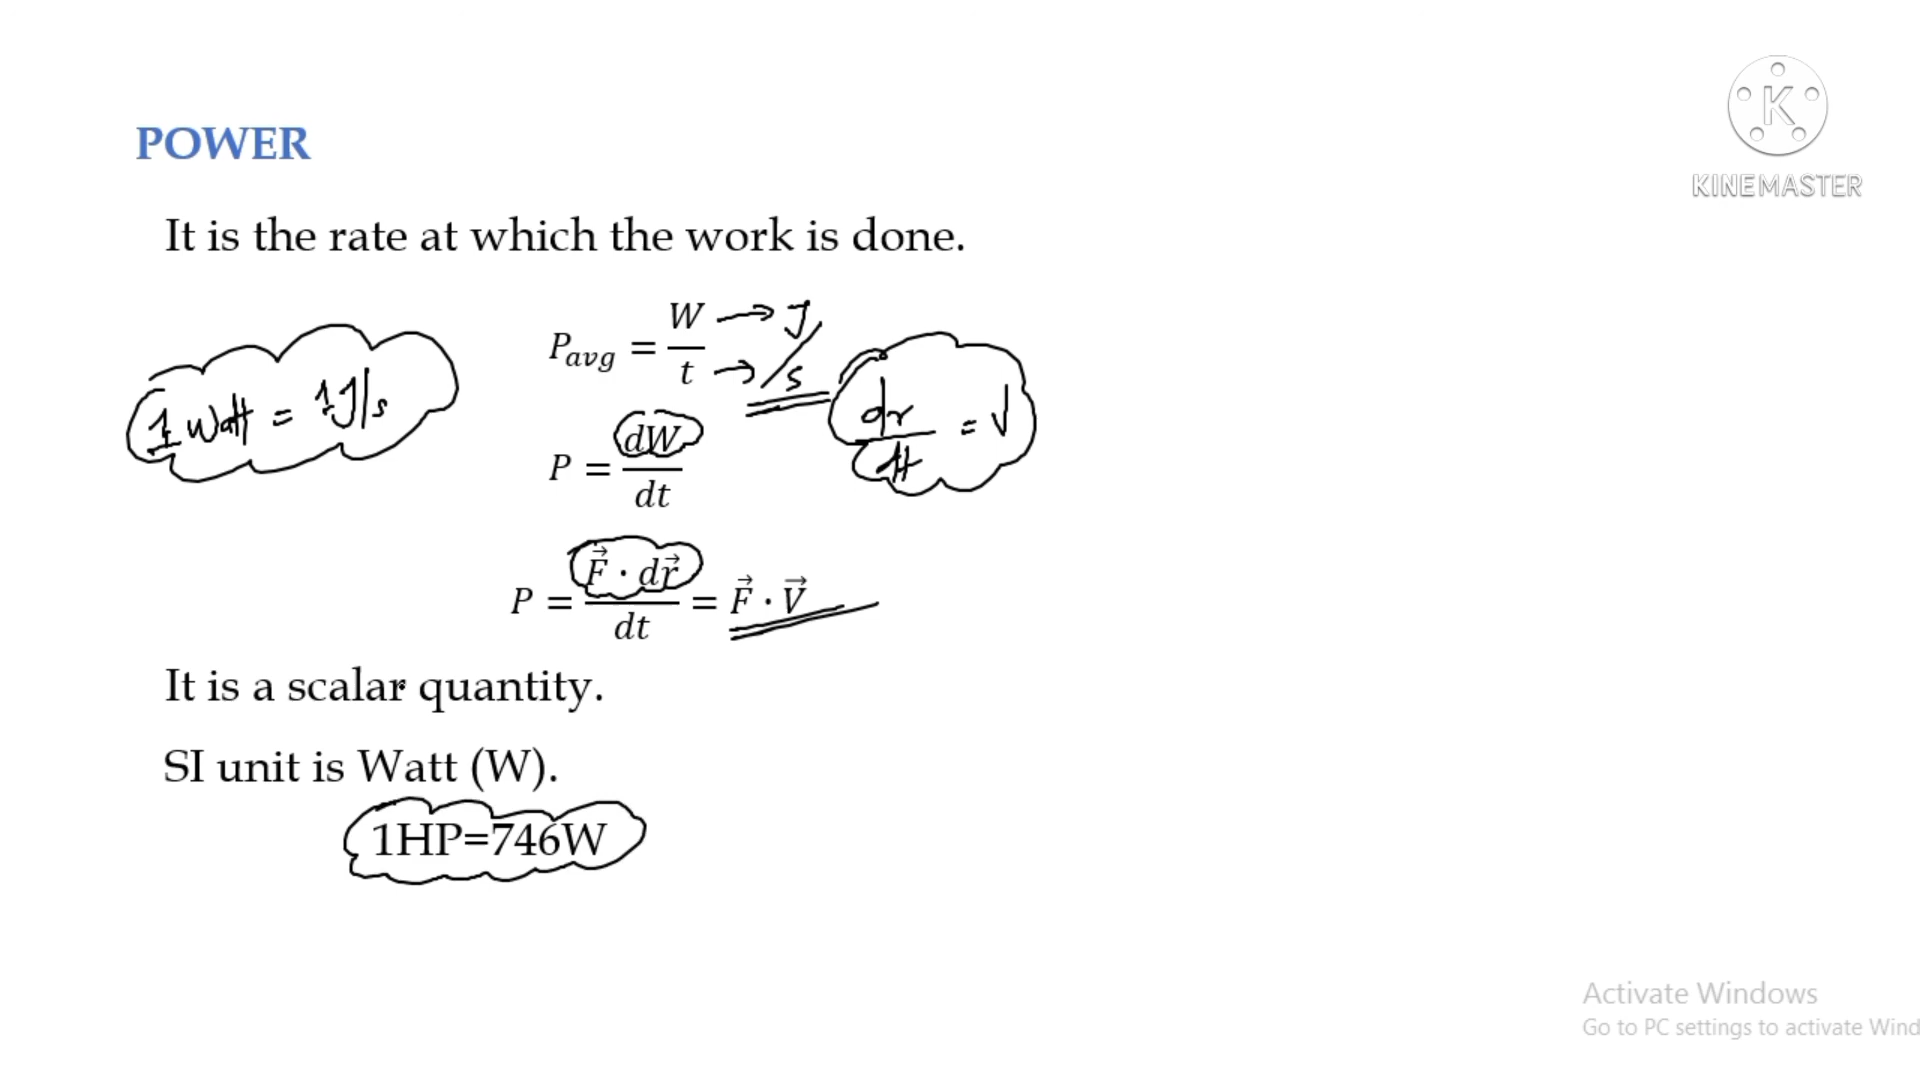 POWER
K
KINEMASTER
It is the rate at which the work is done.
P_avg = W/t → J/s
1 Watt = 1J/s
P = dW/dt
dr/dt = V
P = F⃗ · dr⃗/dt = F⃗ · V⃗
It is a scalar quantity.
SI unit is Watt (W).
1HP=746W
Activate Windows
Go to PC settings to activate Wind